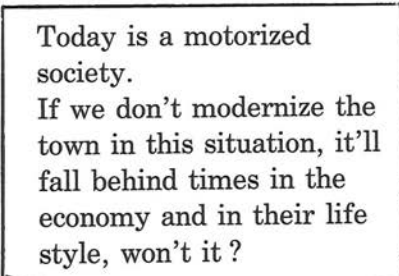 Today is a motorized
society.
If we don't modernize the
town in this situation, it'll
fall behind times in the
economy and in their life
style, won't it ?